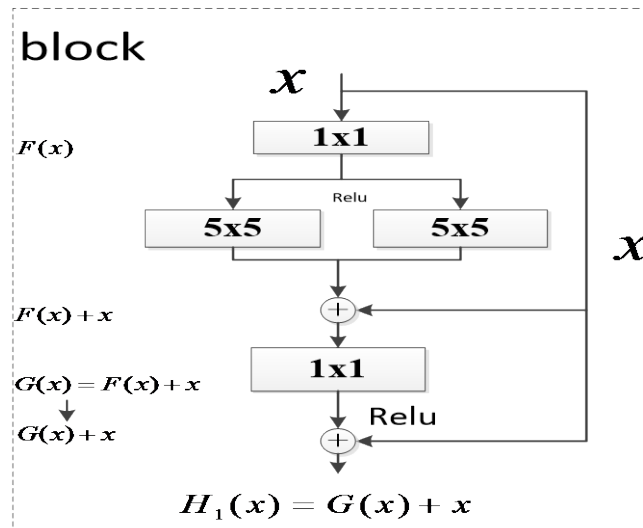 block
x
1x1
F(x)
Relu
5x5 5x5
x
+
F(x) + x
1x1
G(x) = F(x) + x
Relu
G(x) + x
+
H₁(x) = G(x) + x